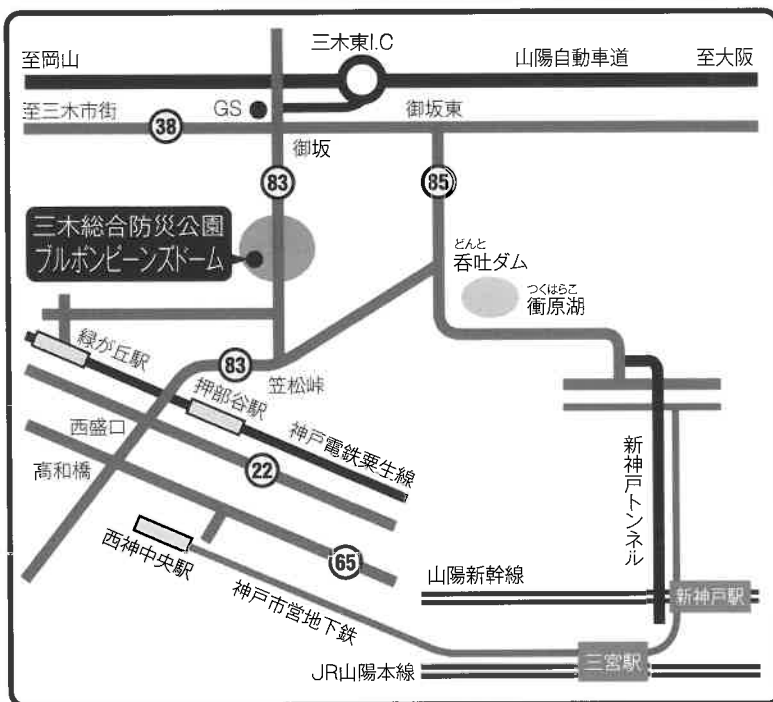 三木東I.C
至岡山
山陽自動車道
至大阪
至三木市街
GS
御坂東
38
御坂
83
85
三木総合防災公園
ブルボンビーンズドーム
どんと
呑吐ダム
つくはらこ
衝原湖
緑が丘駅
83
笠松峠
押部谷駅
西盛口
神戸電鉄粟生線
新神戸トンネル
高和橋
22
西神中央駅
65
神戸市営地下鉄
山陽新幹線
新神戸駅
三宮駅
JR山陽本線